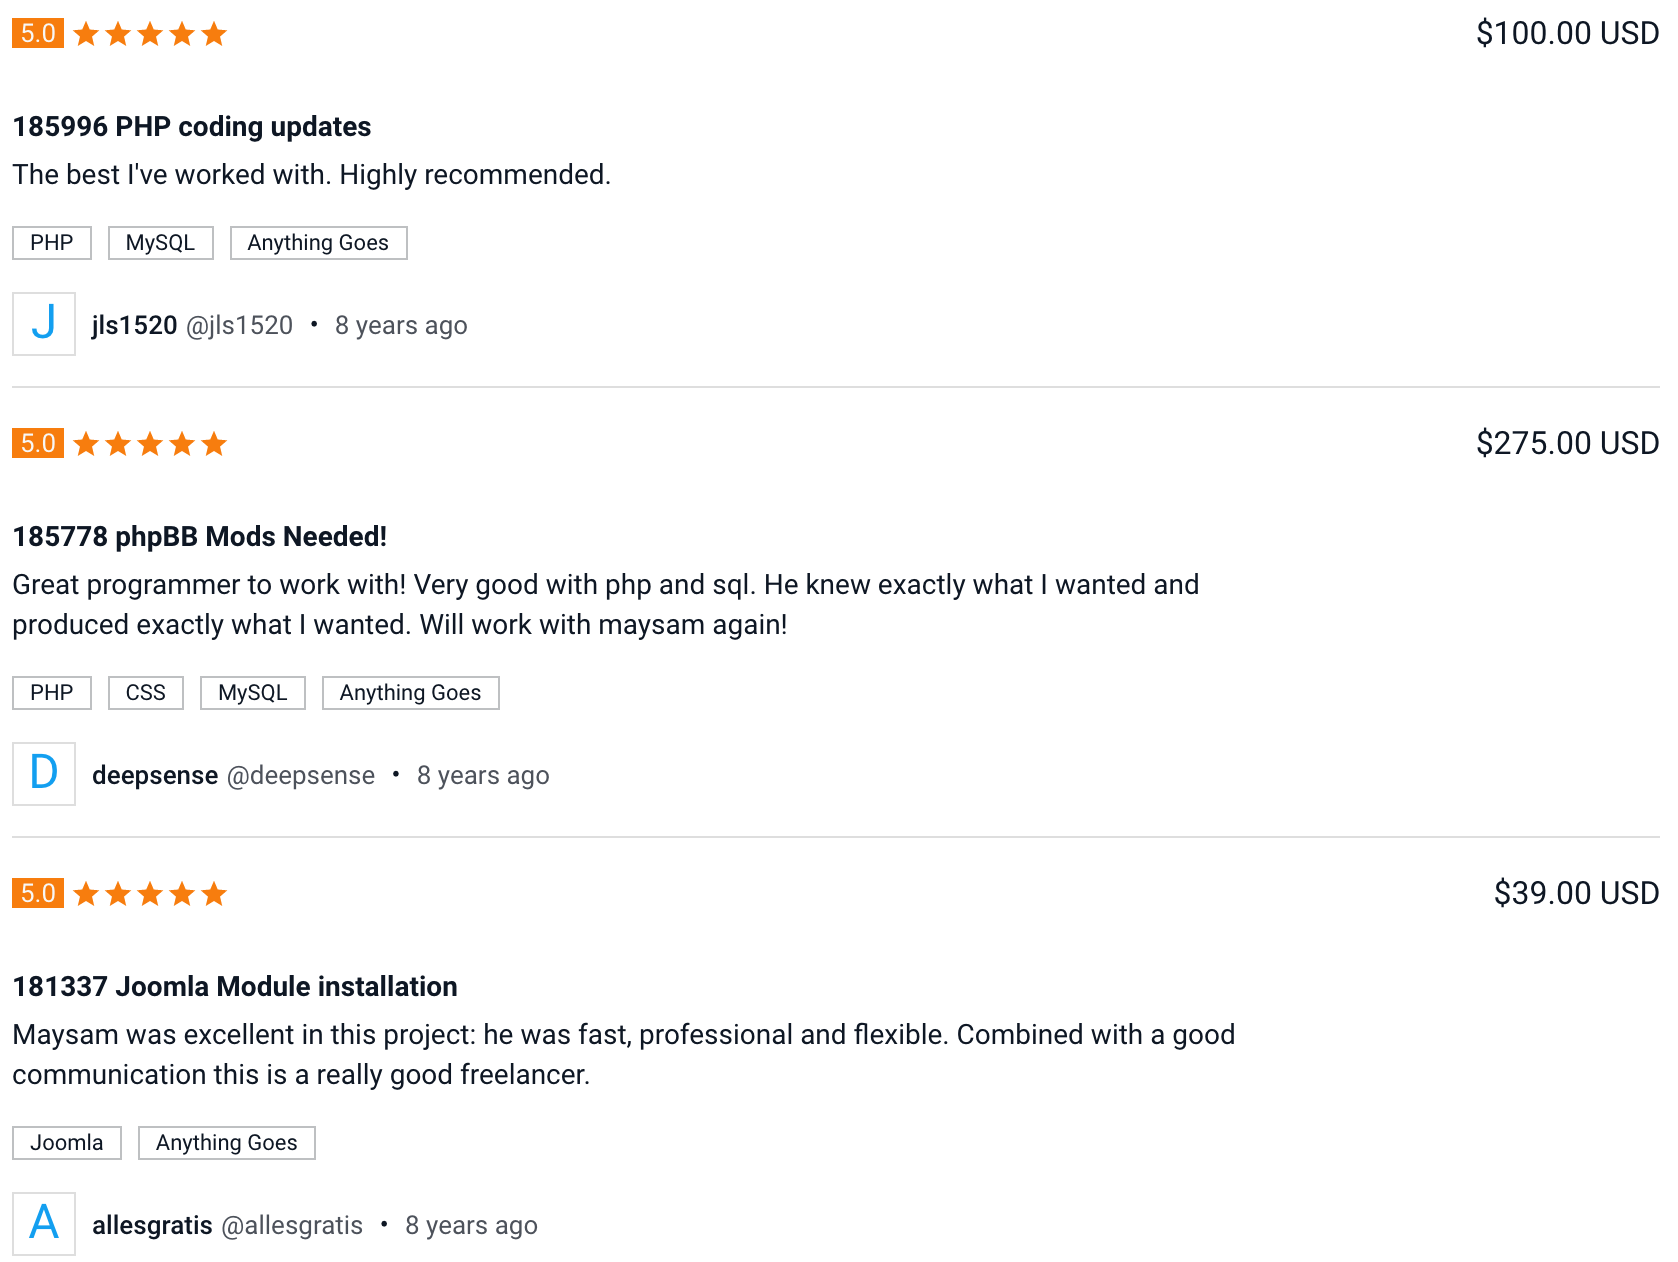 5.0 $100.00 USD
185996 PHP coding updates
The best I've worked with. Highly recommended.
PHP MySQL Anything Goes
J jls1520 @jls1520 • 8 years ago
5.0 $275.00 USD
185778 phpBB Mods Needed!
Great programmer to work with! Very good with php and sql. He knew exactly what I wanted and
produced exactly what I wanted. Will work with maysam again!
PHP CSS MySQL Anything Goes
D deepsense @deepsense • 8 years ago
5.0 $39.00 USD
181337 Joomla Module installation
Maysam was excellent in this project: he was fast, professional and flexible. Combined with a good
communication this is a really good freelancer.
Joomla Anything Goes
A allesgratis @allesgratis • 8 years ago